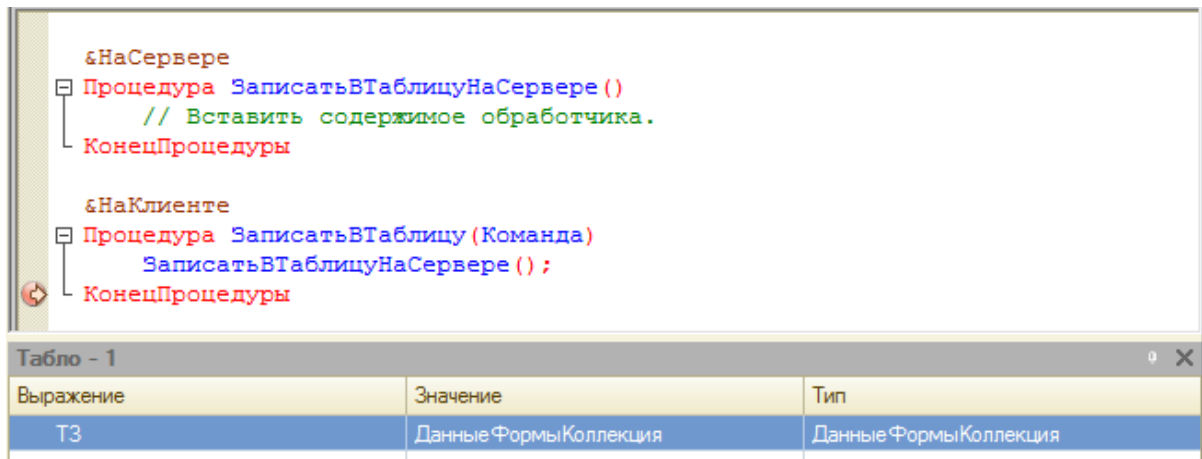 &НаСервере
Процедура ЗаписатьВТаблицуНаСервере()
// Вставить содержимое обработчика.
КонецПроцедуры
&НаКлиенте
Процедура ЗаписатьВТаблицу(Команда)
ЗаписатьВТаблицуНаСервере();
КонецПроцедуры
Табло - 1
Выражение Значение Тип
ТЗ ДанныеФормыКоллекция ДанныеФормыКоллекция